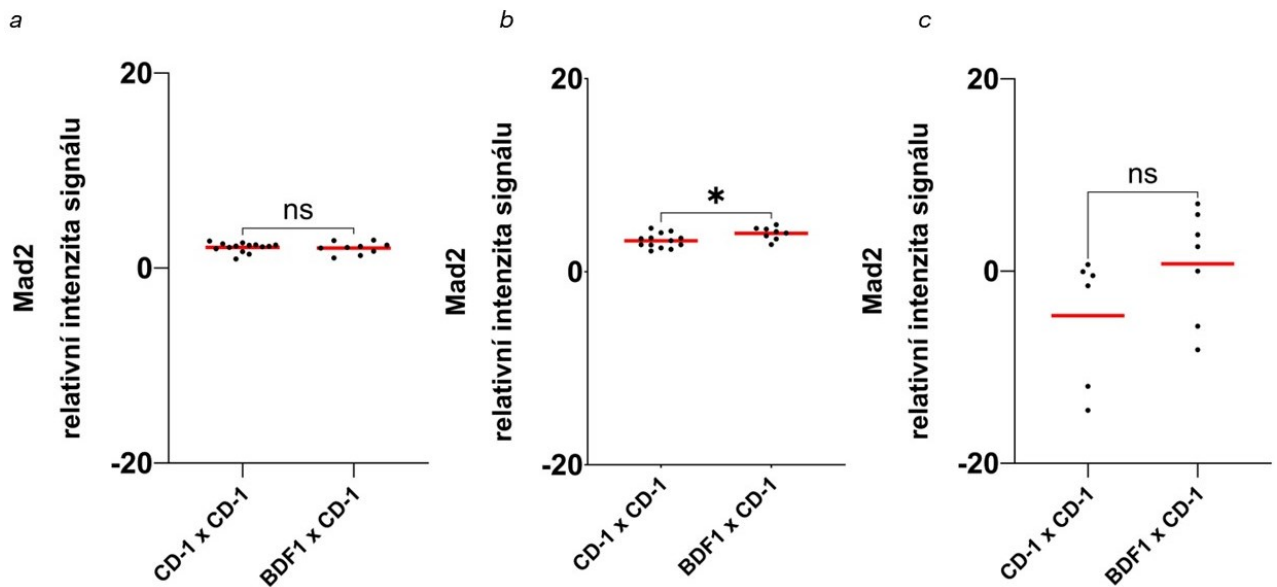 a
Mad2
relativní intenzita signálu
20
0
-20
ns
CD-1 x CD-1
BDF1 x CD-1
b
Mad2
relativní intenzita signálu
20
0
-20
*
CD-1 x CD-1
BDF1 x CD-1
c
Mad2
relativní intenzita signálu
20
0
-20
ns
CD-1 x CD-1
BDF1 x CD-1